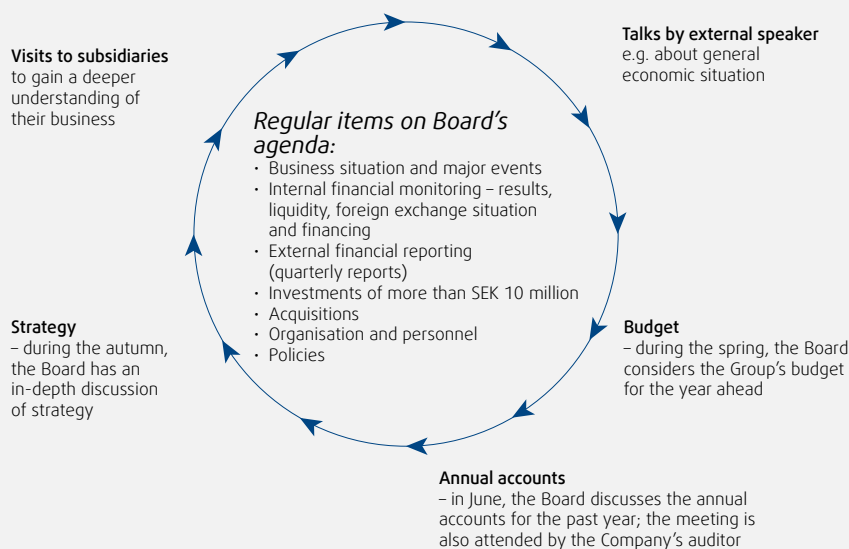 Visits to subsidiaries
to gain a deeper
understanding of
their business
Talks by external speaker
e.g. about general
economic situation
Regular items on Board's
agenda:
· Business situation and major events
· Internal financial monitoring – results,
liquidity, foreign exchange situation
and financing
· External financial reporting
(quarterly reports)
· Investments of more than SEK 10 million
· Acquisitions
· Organisation and personnel
· Policies
Strategy
– during the autumn,
the Board has an
in-depth discussion
of strategy
Budget
– during the spring, the Board
considers the Group's budget
for the year ahead
Annual accounts
– in June, the Board discusses the annual
accounts for the past year; the meeting is
also attended by the Company's auditor